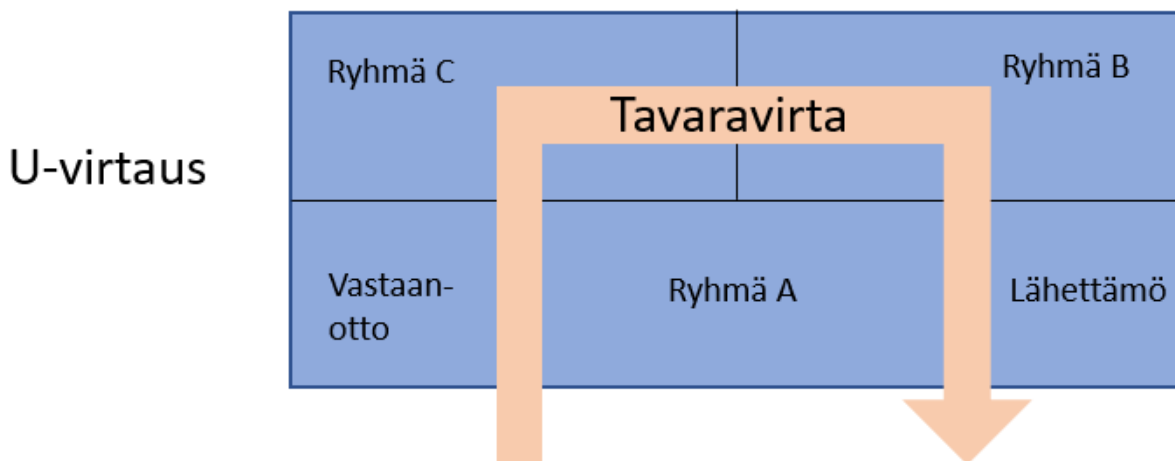 U-virtaus
Ryhmä C
Ryhmä B
Tavaravirta
Vastaan-
otto
Ryhmä A
Lähettämö